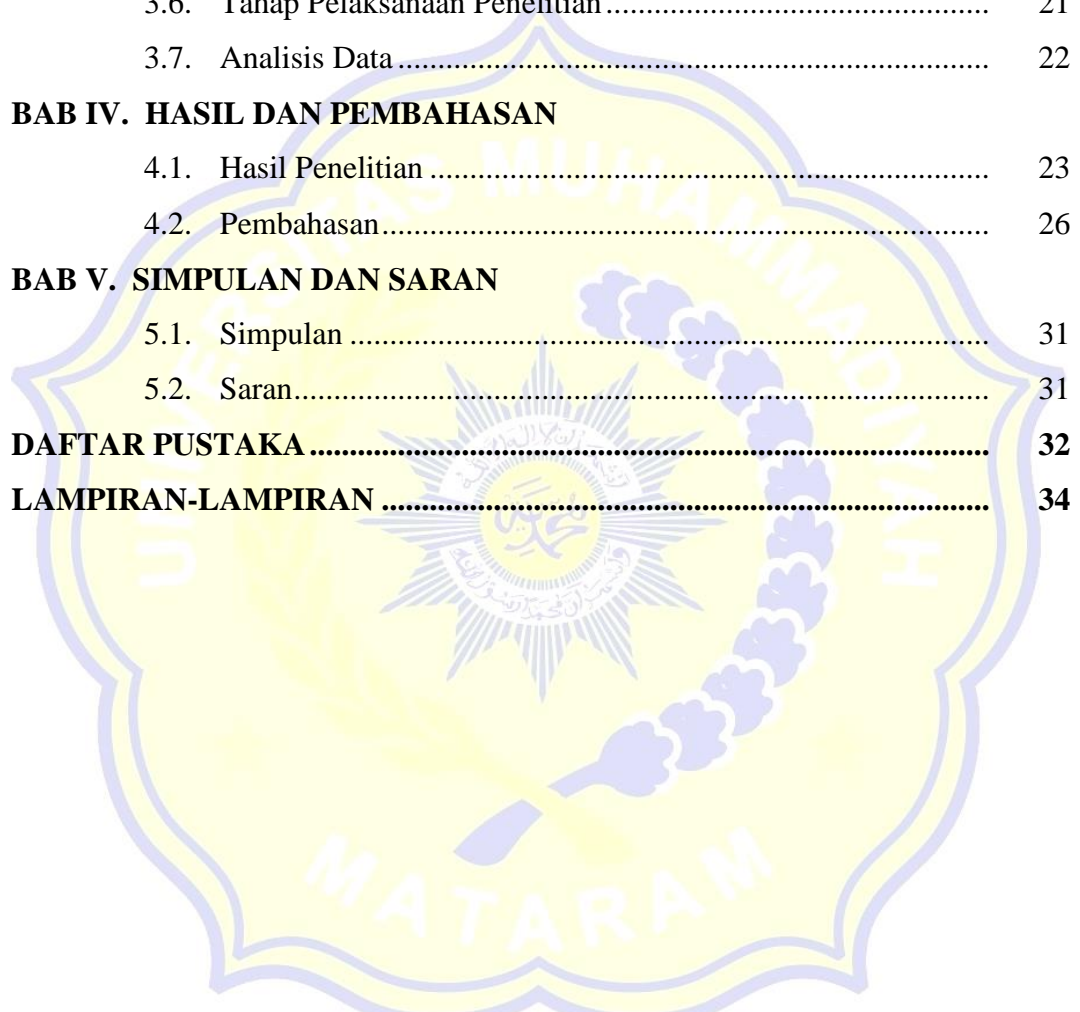 3.6. Tahap Pelaksanaan Penelitian .................................................. 21
3.7. Analisis Data .......................................................................... 22
BAB IV. HASIL DAN PEMBAHASAN
4.1. Hasil Penelitian ...................................................................... 23
4.2. Pembahasan............................................................................ 26
BAB V. SIMPULAN DAN SARAN
5.1. Simpulan ................................................................................ 31
5.2. Saran....................................................................................... 31
DAFTAR PUSTAKA ..................................................................................... 32
LAMPIRAN-LAMPIRAN ............................................................................ 34
UNIVERSITAS MUHAMMADIYAH
MATARAM